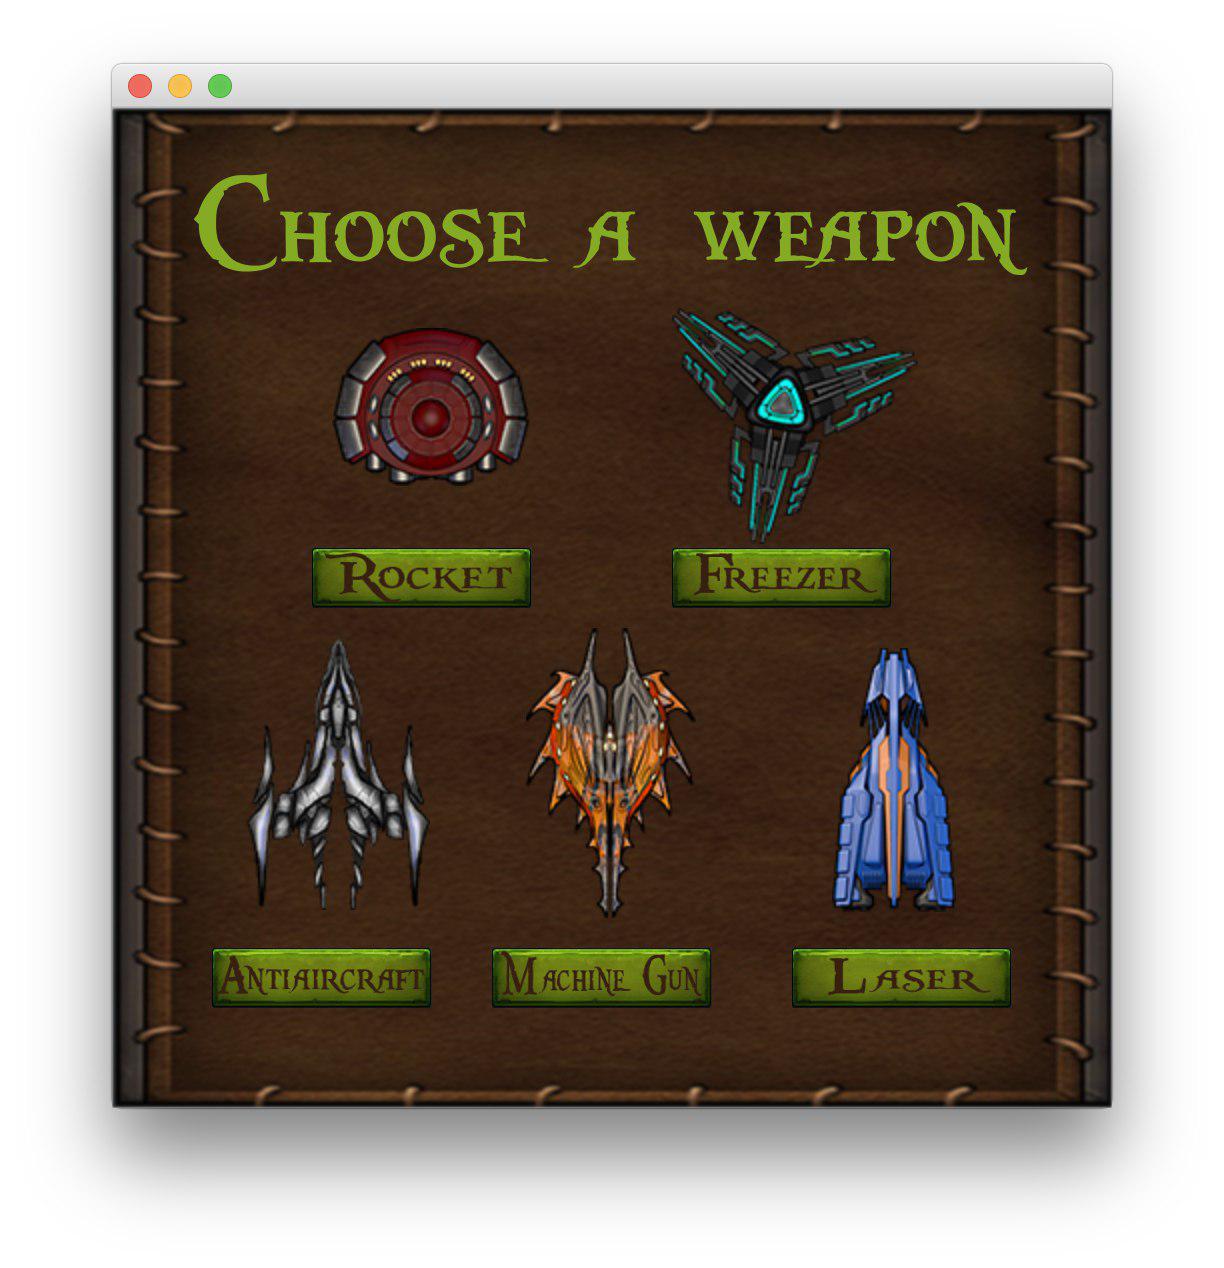 Choose a weapon
Rocket
Freezer
Antiaircraft
Machine Gun
Laser